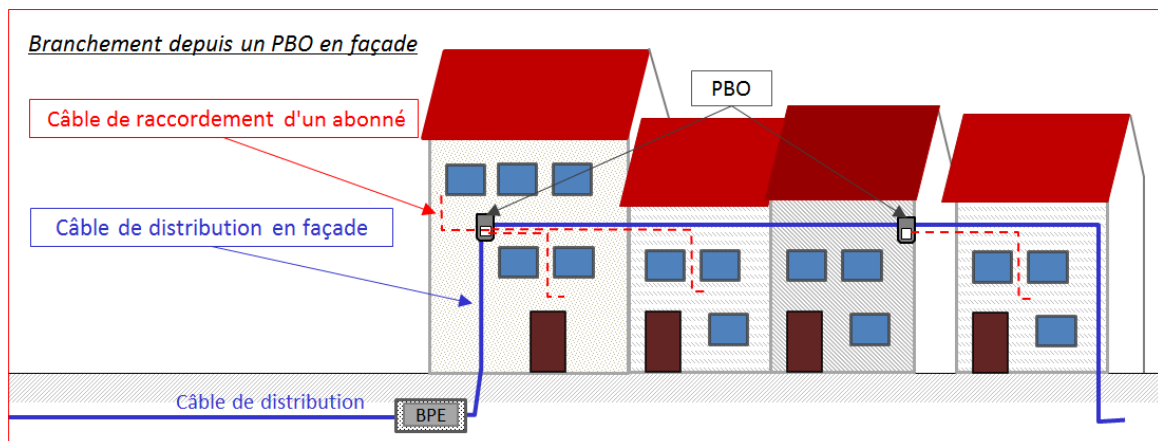 Branchement depuis un PBO en façade
PBO
Câble de raccordement d'un abonné
Câble de distribution en façade
Câble de distribution
BPE